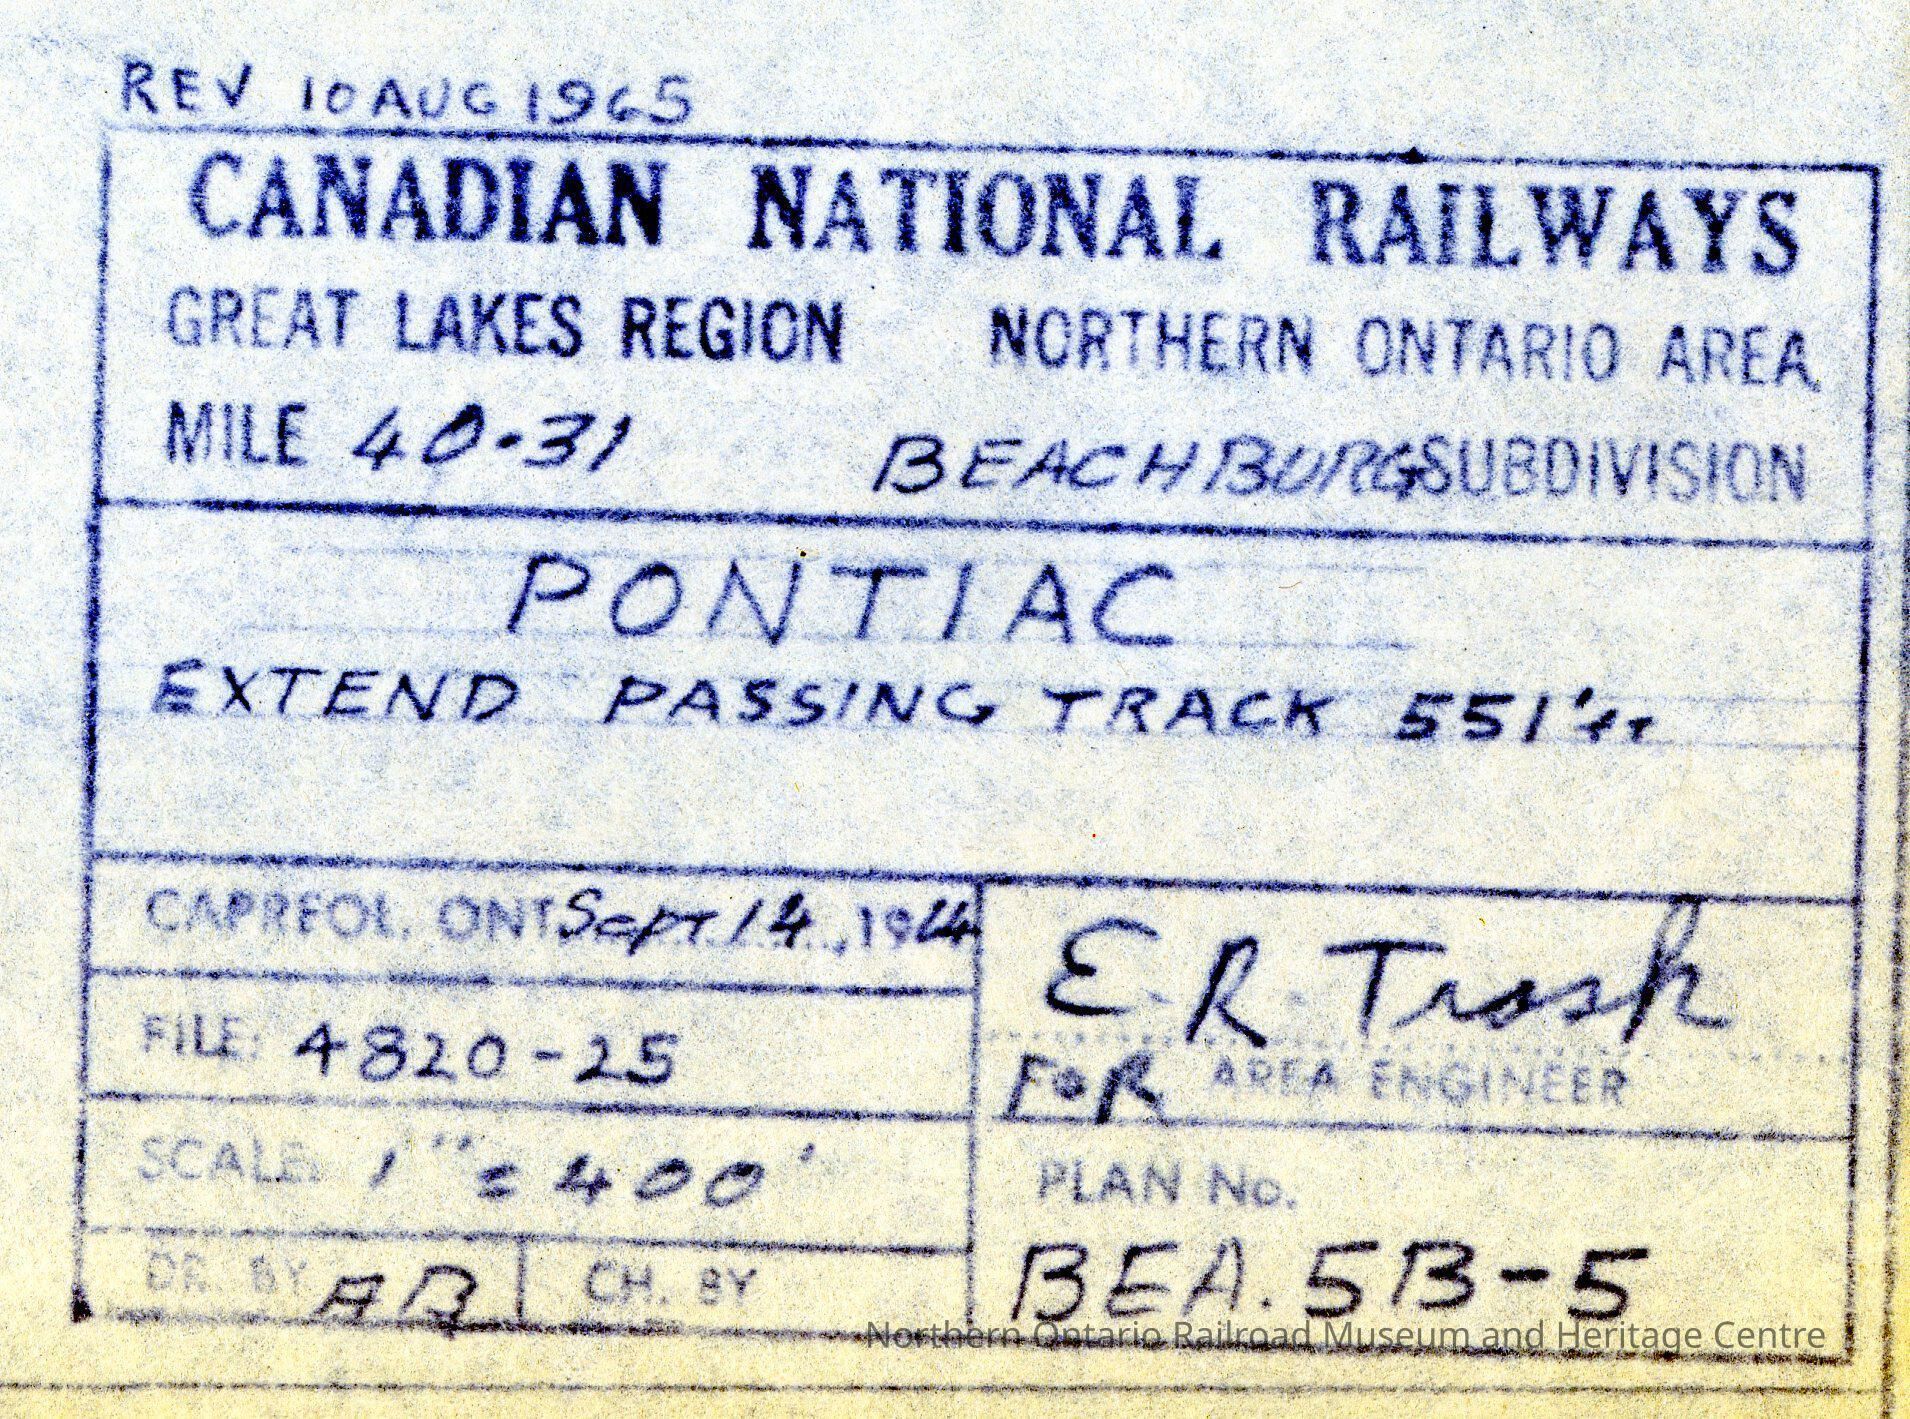 REV 10 AUG 1965
CANADIAN NATIONAL RAILWAYS
GREAT LAKES REGION NORTHERN ONTARIO AREA
MILE 40.31 BEACHBURG SUBDIVISION
PONTIAC
EXTEND PASSING TRACK 551'
CAPREOL, ONT. Sept 14, 1964
FILE: 4820-25
SCALE: 1" = 400'
DR. BY AB CH. BY
E R Trask
FOR AREA ENGINEER
PLAN No.
BEA. 5B-5
Northern Ontario Railroad Museum and Heritage Centre